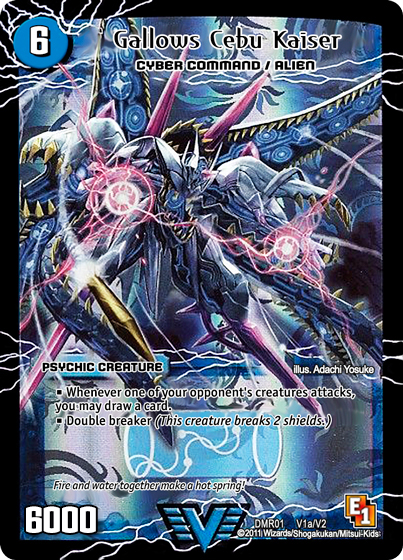 6
Gallows Cebu Kaiser
CYBER COMMAND / ALIEN
illus. Adachi Yosuke
PSYCHIC CREATURE
■ Whenever one of your opponent's creatures attacks,
you may draw a card.
■ Double breaker (This creature breaks 2 shields.)
Fire and water together make a hot spring!
6000
V
DMR01 V1a/V2
©2011 Wizards/Shogakukan/Mitsui-Kids
E1